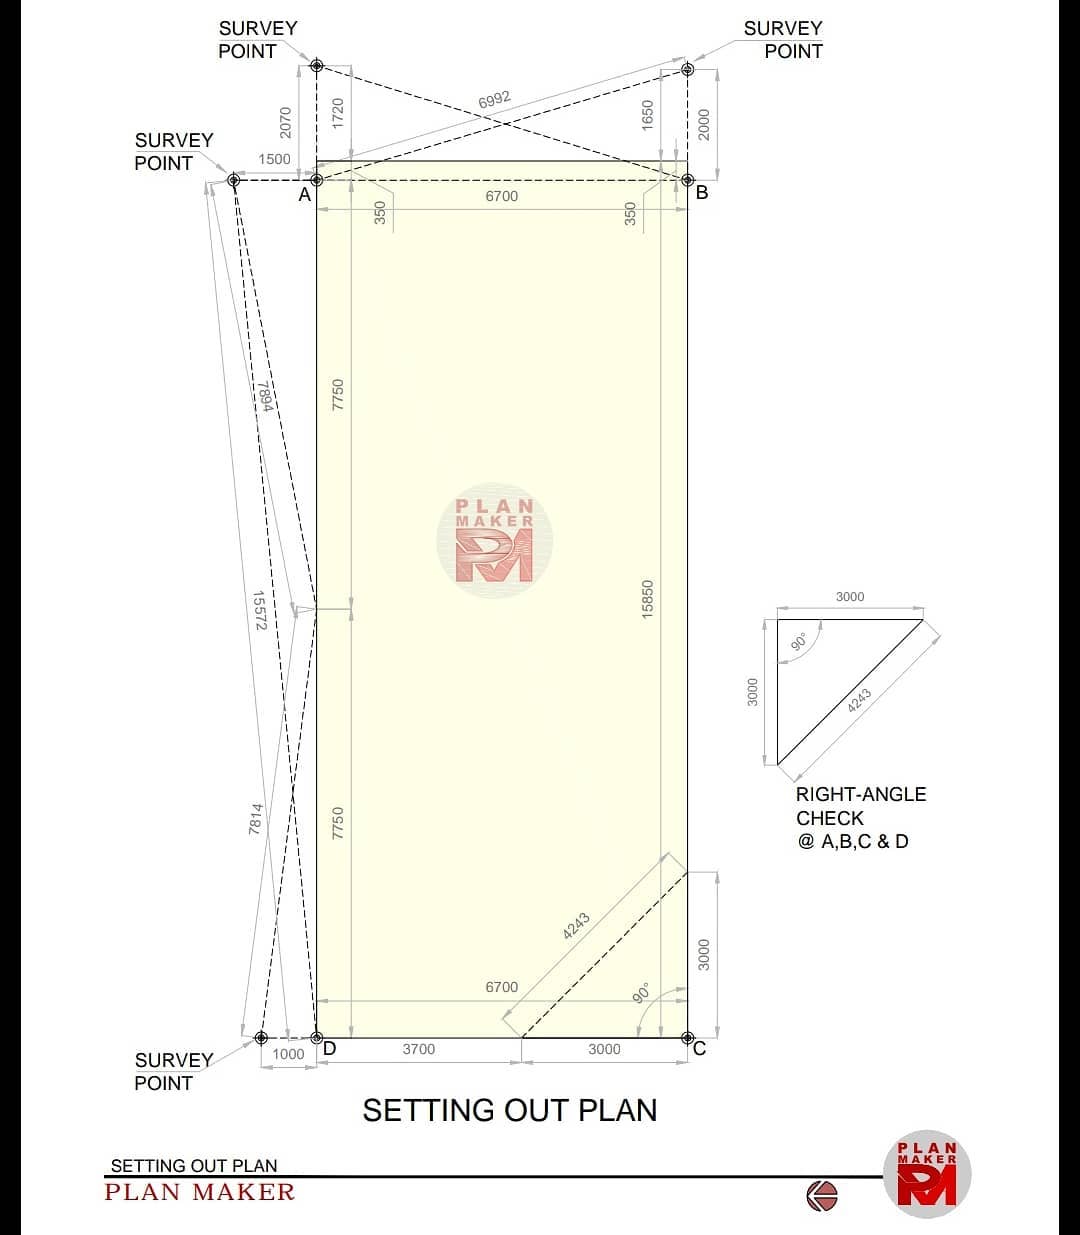 SURVEY
POINT
SURVEY
POINT
6992
2070
1720
1650
2000
SURVEY
POINT
1500
A
6700
B
350
350
7750
7894
PLAN
MAKER
PM
15572
15850
3000
90°
3000
4243
RIGHT-ANGLE
CHECK
@ A,B,C & D
7814
7750
4243
3000
6700
90°
SURVEY
POINT
1000
D
3700
3000
C
SETTING OUT PLAN
SETTING OUT PLAN
PLAN MAKER
PLAN
MAKER
PM